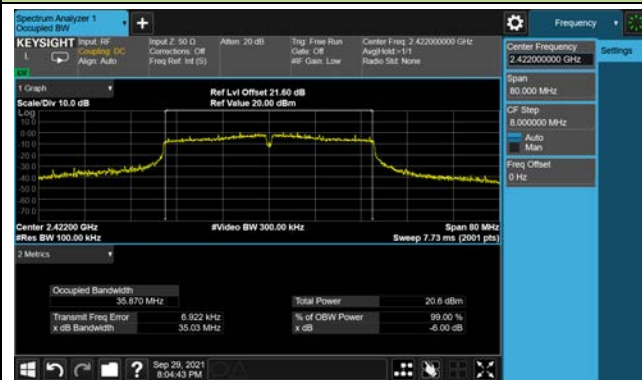 Spectrum Analyzer 1
Occupied BW
+
Frequency
KEYSIGHT Input: RF Input Z: 50 Ω Atten: 20 dB Trig: Free Run Center Freq: 2.422000000 GHz
L Coupling: DC Corrections: Off Gate: Off Avg|Hold:>1/1
Align: Auto Freq Ref: Int (S) #IF Gain: Low Radio Std: None
Center Frequency
2.422000000 GHz
Settings
Span
80.000 MHz
CF Step
8.000000 MHz
Auto
Man
Freq Offset
0 Hz
1 Graph
Ref Lvl Offset 21.60 dB
Scale/Div 10.0 dB Ref Value 20.00 dBm
Log
10.0
0.00
-10.0
-20.0
-30.0
-40.0
-50.0
-60.0
-70.0
Center 2.42200 GHz #Video BW 300.00 kHz Span 80 MHz
#Res BW 100.00 kHz Sweep 7.73 ms (2001 pts)
2 Metrics
Occupied Bandwidth
35.870 MHz Total Power 20.6 dBm
Transmit Freq Error 6.922 kHz % of OBW Power 99.00 %
x dB Bandwidth 35.03 MHz x dB -6.00 dB
?
Sep 29, 2021
8:04:43 PM